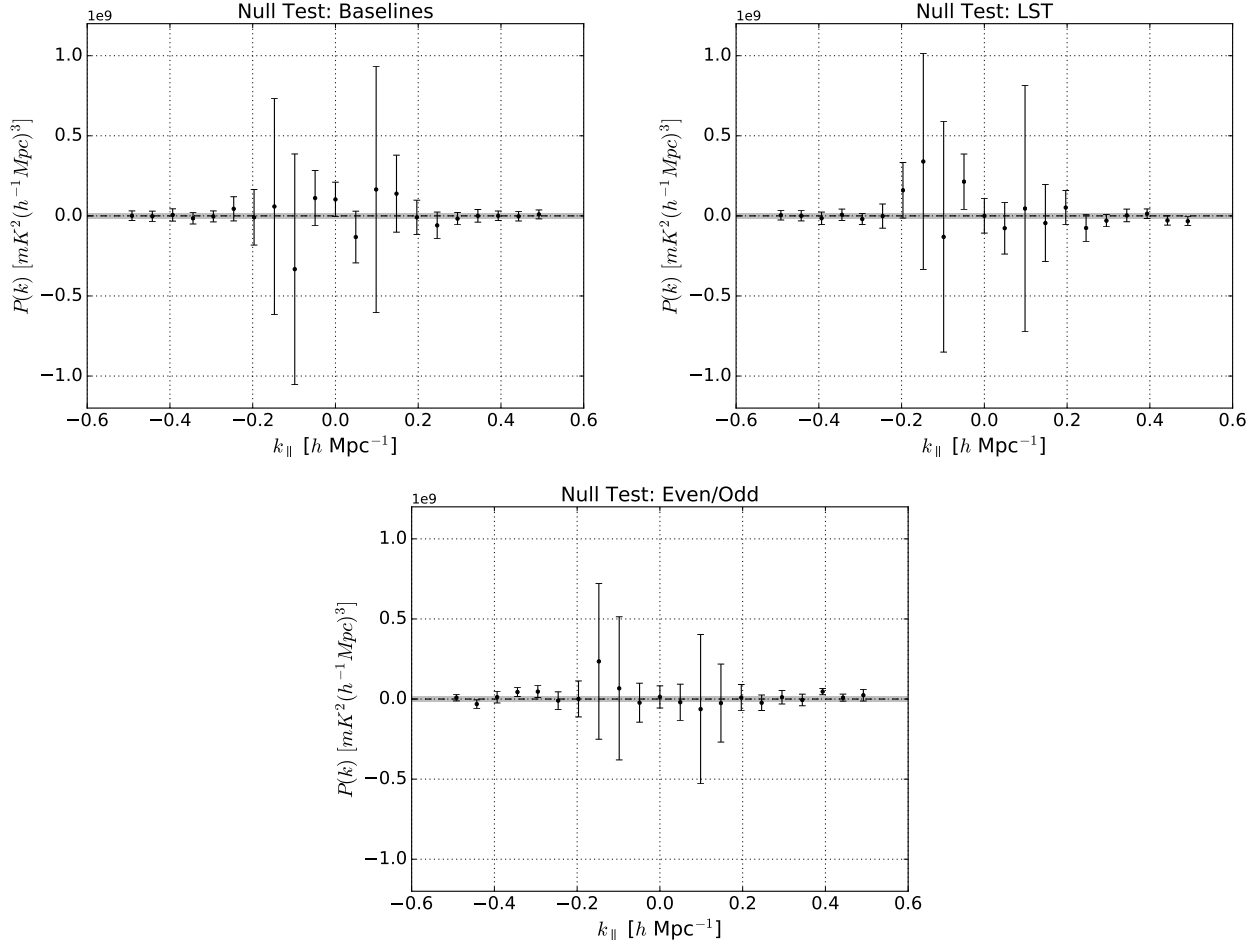 Null Test: Baselines
1e9
1.0
0.5
0.0
−0.5
−1.0
P(k) [mK²(h⁻¹Mpc)³]
−0.6 −0.4 −0.2 0.0 0.2 0.4 0.6
k∥ [h Mpc⁻¹]
Null Test: LST
1e9
1.0
0.5
0.0
−0.5
−1.0
P(k) [mK²(h⁻¹Mpc)³]
−0.6 −0.4 −0.2 0.0 0.2 0.4 0.6
k∥ [h Mpc⁻¹]
Null Test: Even/Odd
1e9
1.0
0.5
0.0
−0.5
−1.0
P(k) [mK²(h⁻¹Mpc)³]
−0.6 −0.4 −0.2 0.0 0.2 0.4 0.6
k∥ [h Mpc⁻¹]